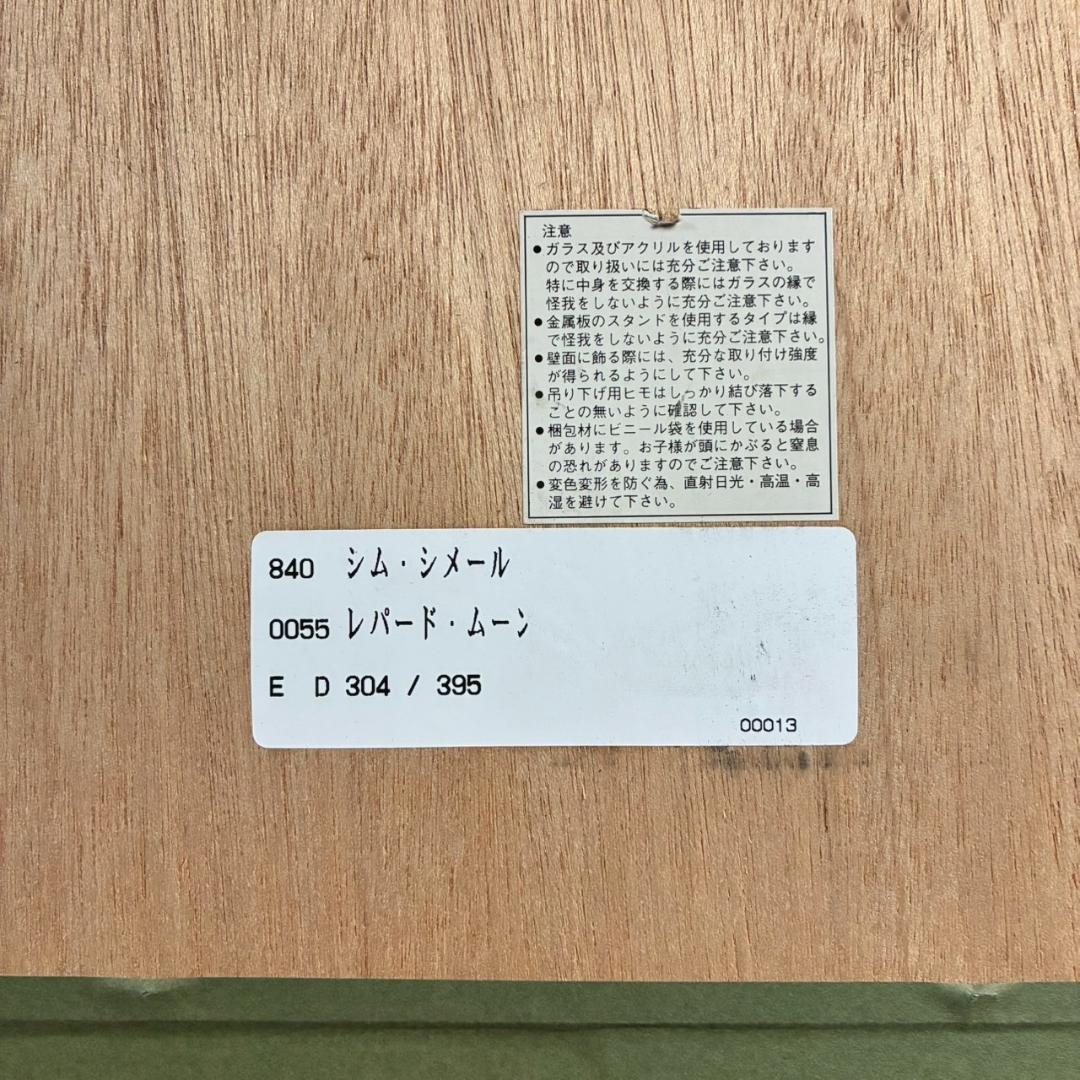 注意
●ガラス及びアクリルを使用しております
ので取り扱いには充分ご注意下さい。
特に中身を交換する際にはガラスの縁で
怪我をしないように充分ご注意下さい。
●金属板のスタンドを使用するタイプは縁
で怪我をしないように充分ご注意下さい。
●壁面に飾る際には、充分な取り付け強度
が得られるようにして下さい。
●吊り下げ用ヒモはしっかり結び落下する
ことの無いように確認して下さい。
●梱包材にビニール袋を使用している場合
があります。お子様が頭にかぶると窒息
の恐れがありますのでご注意下さい。
●変色変形を防ぐ為、直射日光・高温・高
湿を避けて下さい。
840 シム・シメール
0055 レパード・ムーン
E D 304 / 395
00013